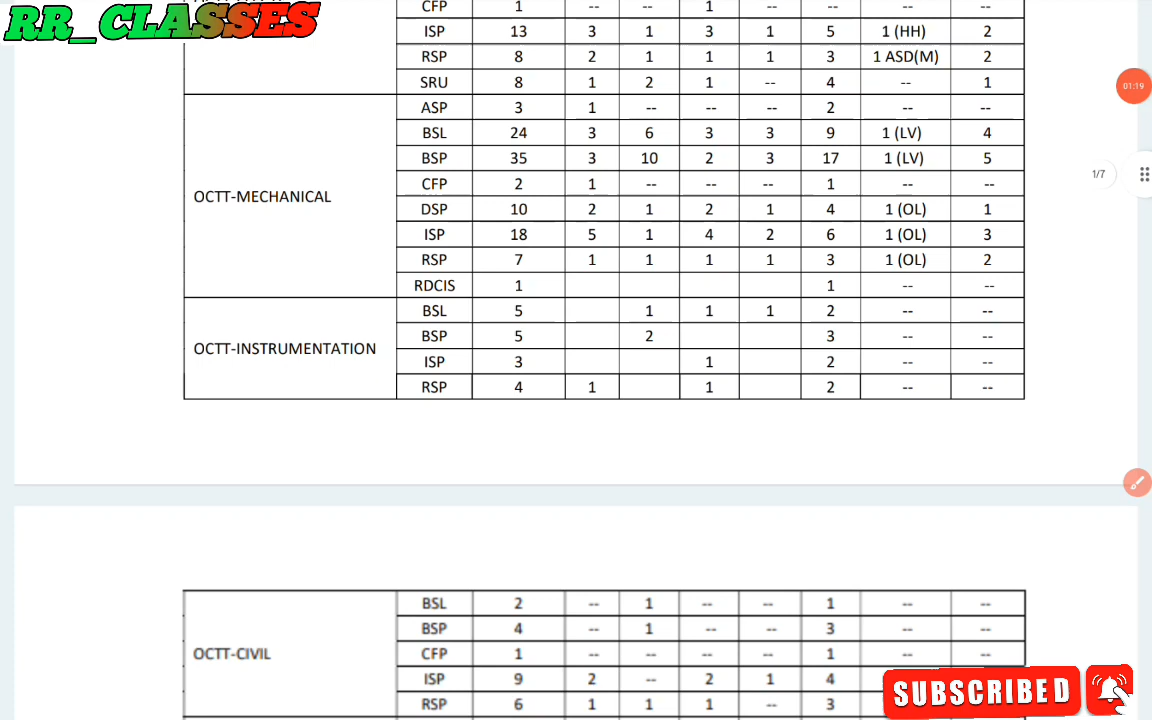 RR_CLASSES
CFP 1 -- -- 1 -- -- -- --
ISP 13 3 1 3 1 5 1 (HH) 2
RSP 8 2 1 1 1 3 1 ASD(M) 2
SRU 8 1 2 1 -- 4 -- 1
01:19
OCTT-MECHANICAL
ASP 3 1 -- -- -- 2 -- --
BSL 24 3 6 3 3 9 1 (LV) 4
BSP 35 3 10 2 3 17 1 (LV) 5
CFP 2 1 -- -- -- 1 -- --
DSP 10 2 1 2 1 4 1 (OL) 1
ISP 18 5 1 4 2 6 1 (OL) 3
RSP 7 1 1 1 1 3 1 (OL) 2
RDCIS 1 1 -- --
1/7
OCTT-INSTRUMENTATION
BSL 5 1 1 1 2 -- --
BSP 5 2 3 -- --
ISP 3 1 2 -- --
RSP 4 1 1 2 -- --
OCTT-CIVIL
BSL 2 -- 1 -- -- 1 -- --
BSP 4 -- 1 -- -- 3 -- --
CFP 1 -- -- -- -- 1 -- --
ISP 9 2 -- 2 1 4
RSP 6 1 1 1 -- 3
SUBSCRIBED